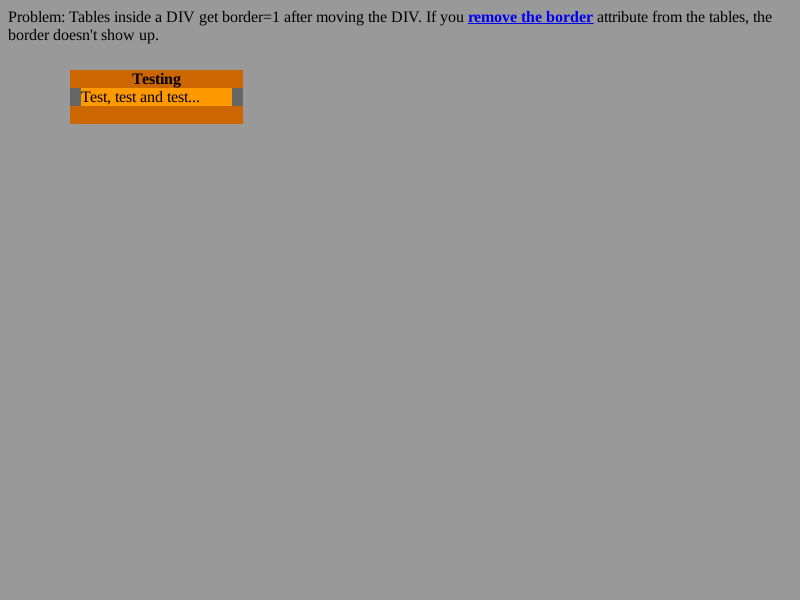 Problem: Tables inside a DIV get border=1 after moving the DIV. If you remove the border attribute from the tables, the
border doesn't show up.
Testing
Test, test and test...